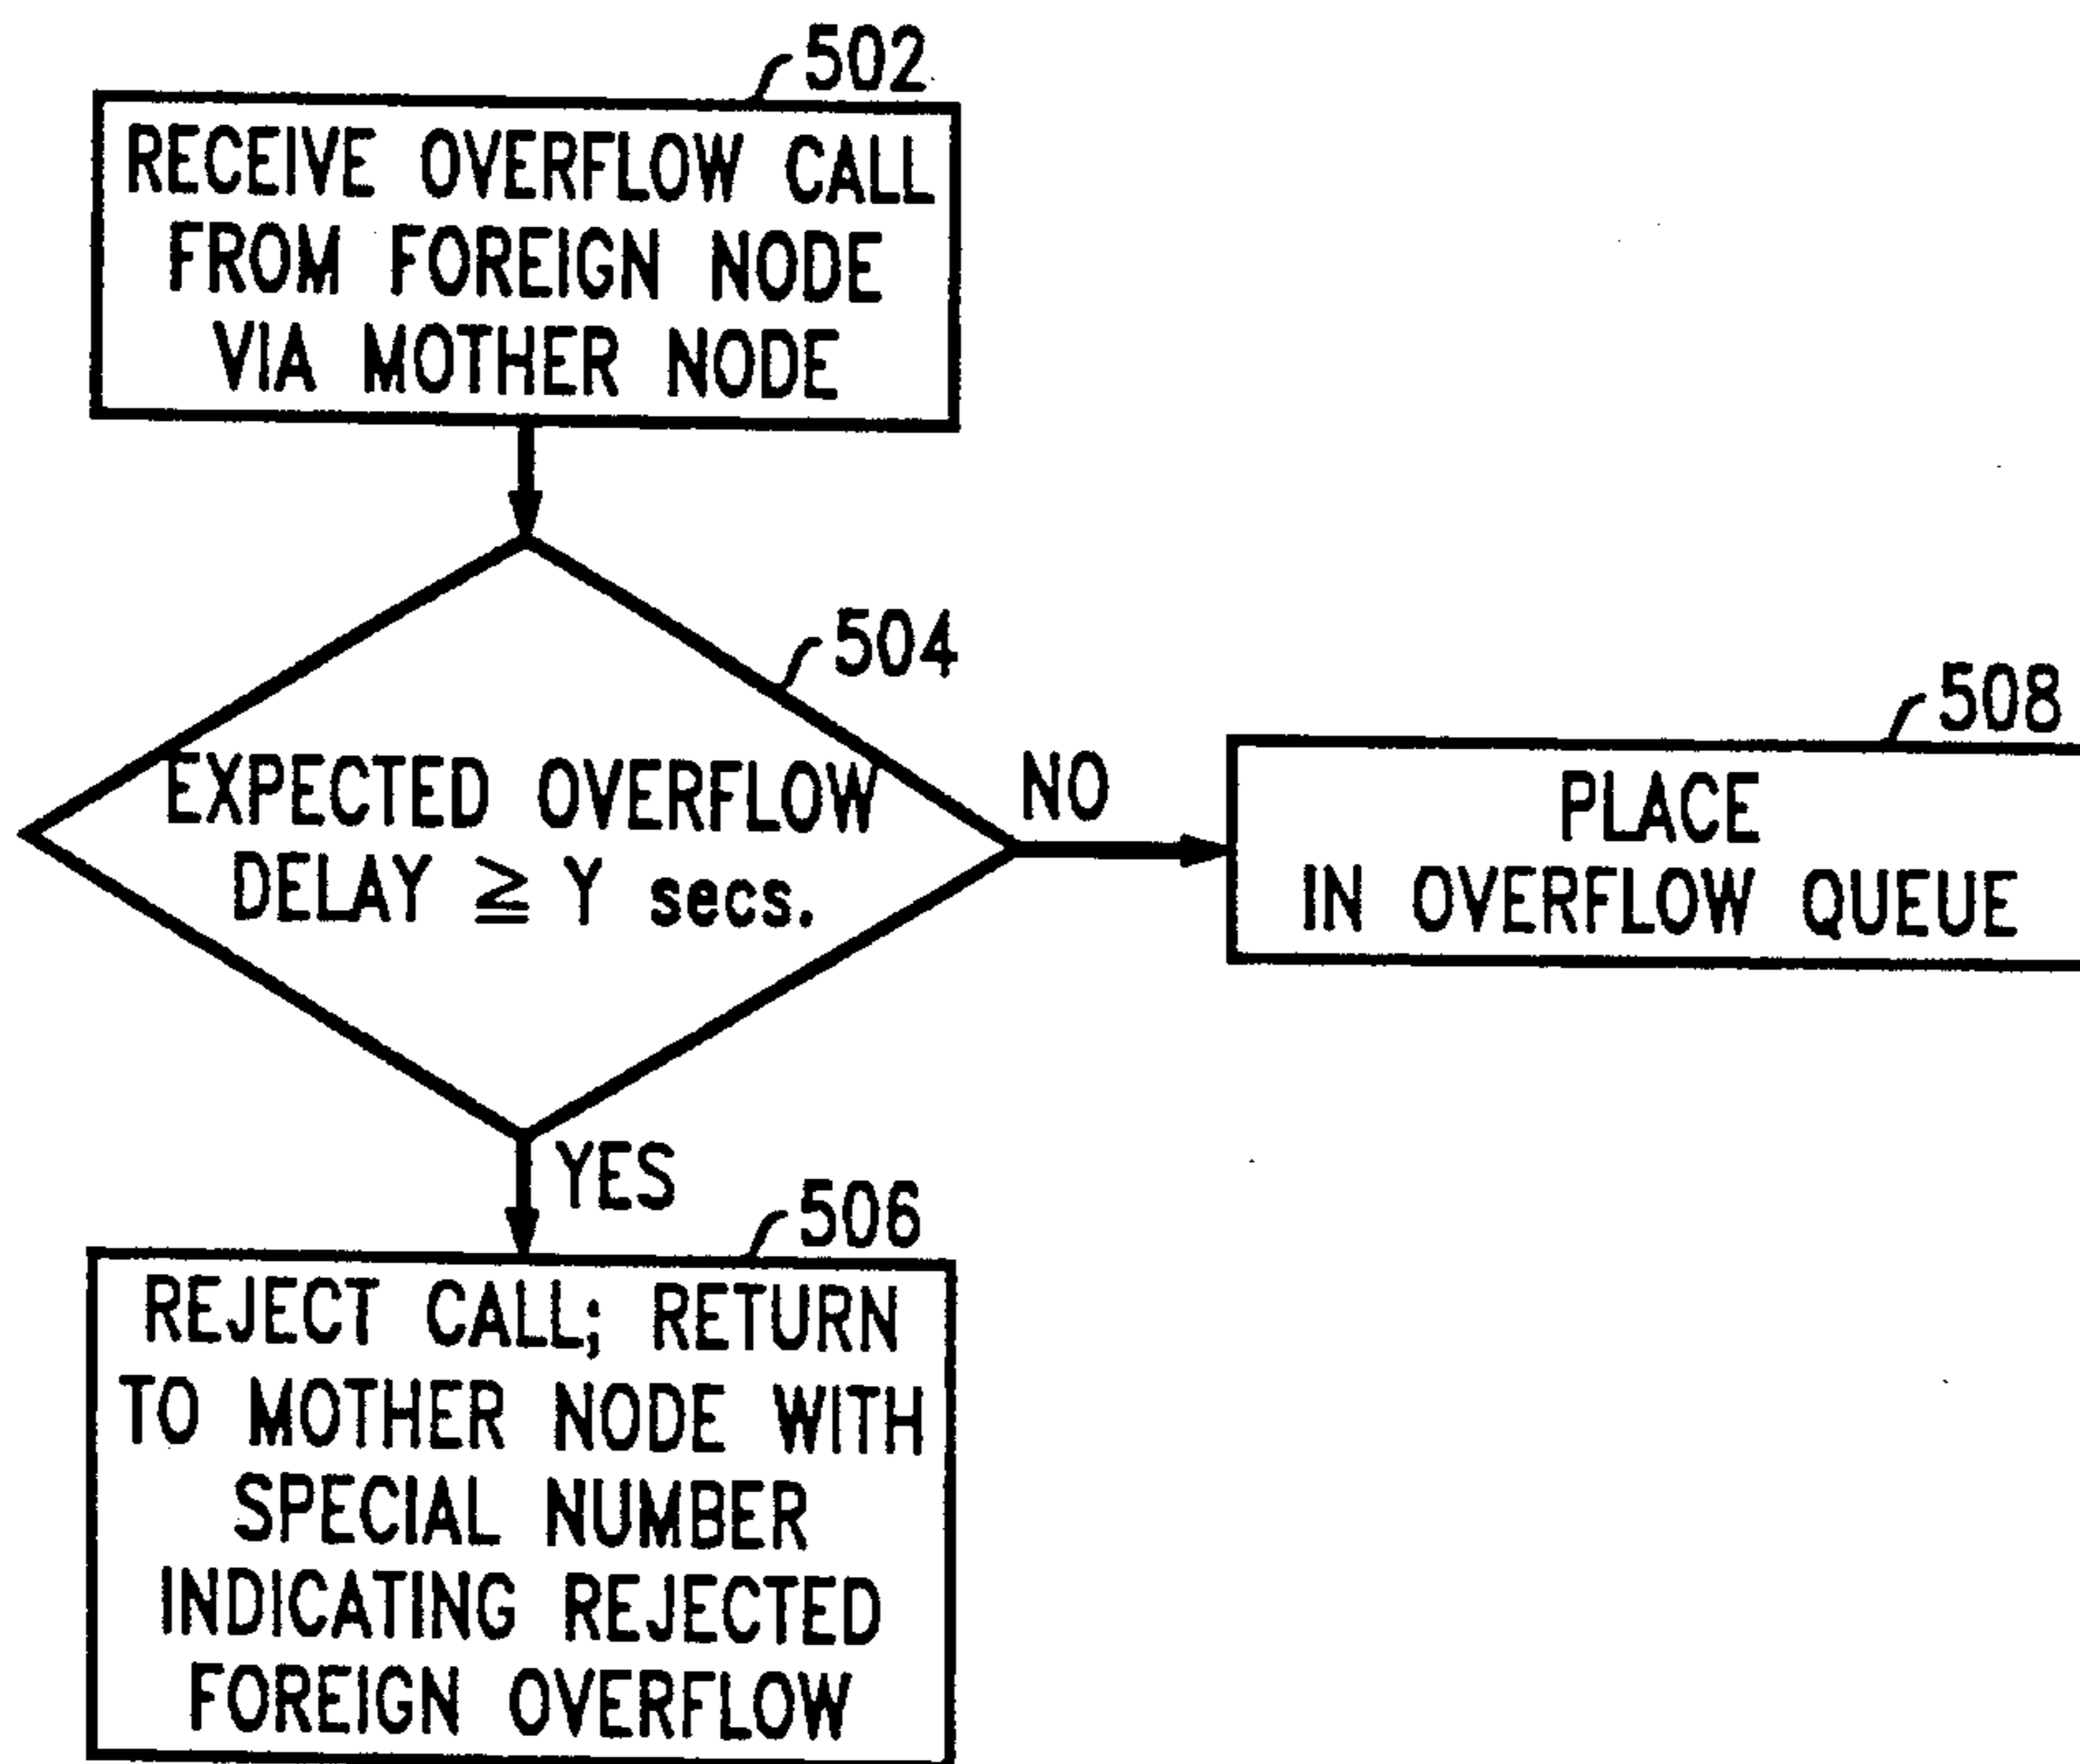 502
RECEIVE OVERFLOW CALL
FROM FOREIGN NODE
VIA MOTHER NODE
504
EXPECTED OVERFLOW
DELAY ≧ Y secs.
NO
508
PLACE
IN OVERFLOW QUEUE
YES
506
REJECT CALL; RETURN
TO MOTHER NODE WITH
SPECIAL NUMBER
INDICATING REJECTED
FOREIGN OVERFLOW